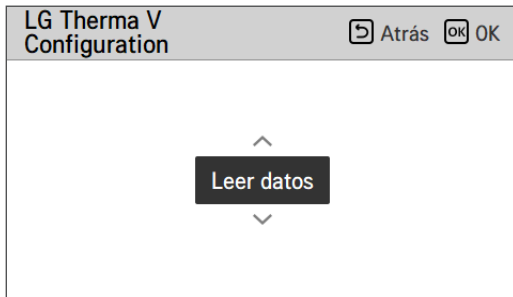 LG Therma V
Configuration
Atrás OK OK
Leer datos